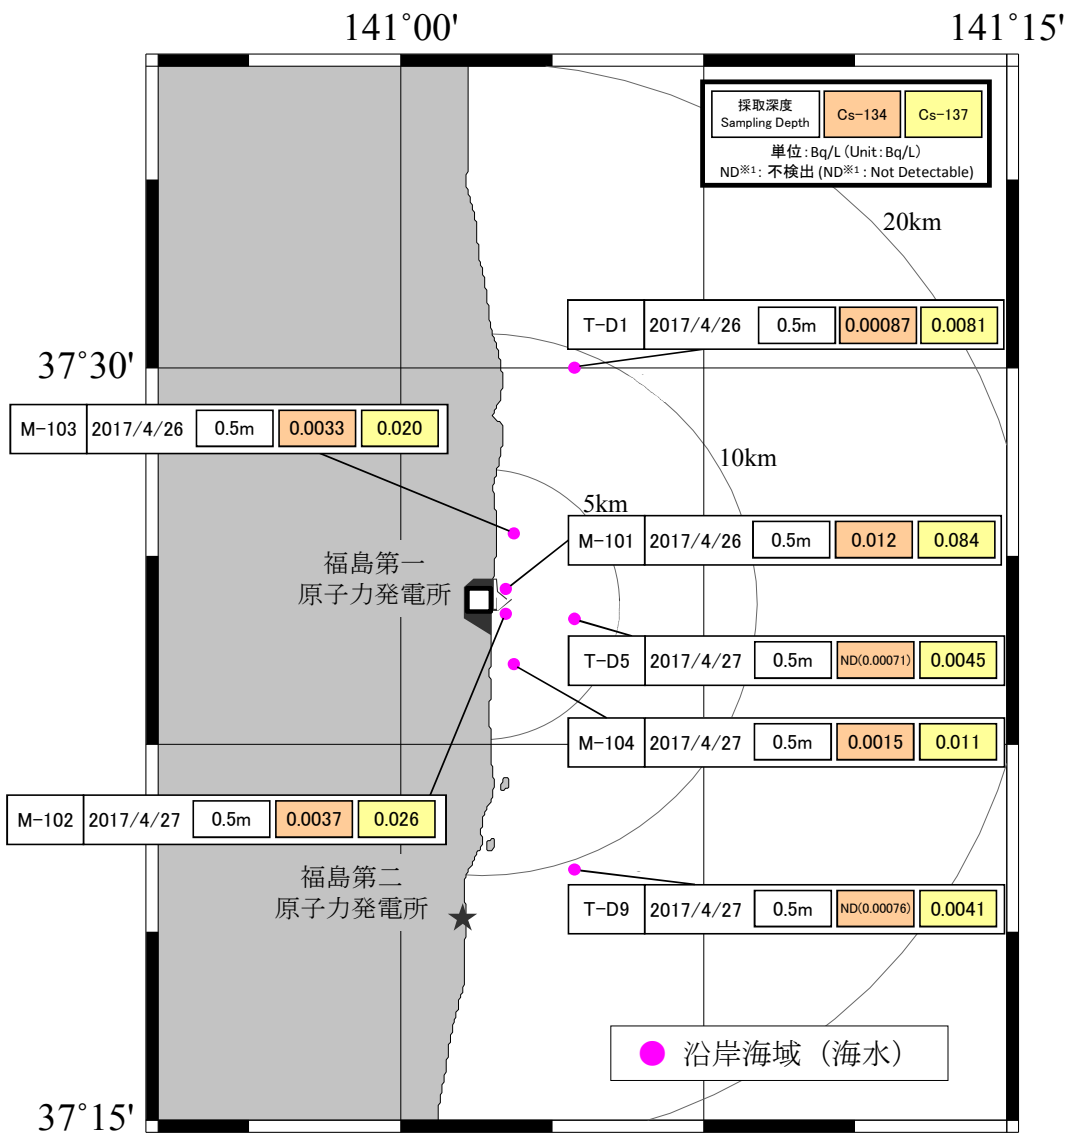 141°00'
141°15'
採取深度
Sampling Depth
Cs-134
Cs-137
単位:Bq/L (Unit:Bq/L)
ND※1: 不検出 (ND※1: Not Detectable)
20km
T-D1 2017/4/26 0.5m 0.00087 0.0081
37°30'
M-103 2017/4/26 0.5m 0.0033 0.020
10km
5km
M-101 2017/4/26 0.5m 0.012 0.084
福島第一
原子力発電所
T-D5 2017/4/27 0.5m ND(0.00071) 0.0045
M-104 2017/4/27 0.5m 0.0015 0.011
M-102 2017/4/27 0.5m 0.0037 0.026
福島第二
原子力発電所
T-D9 2017/4/27 0.5m ND(0.00076) 0.0041
沿岸海域(海水)
37°15'